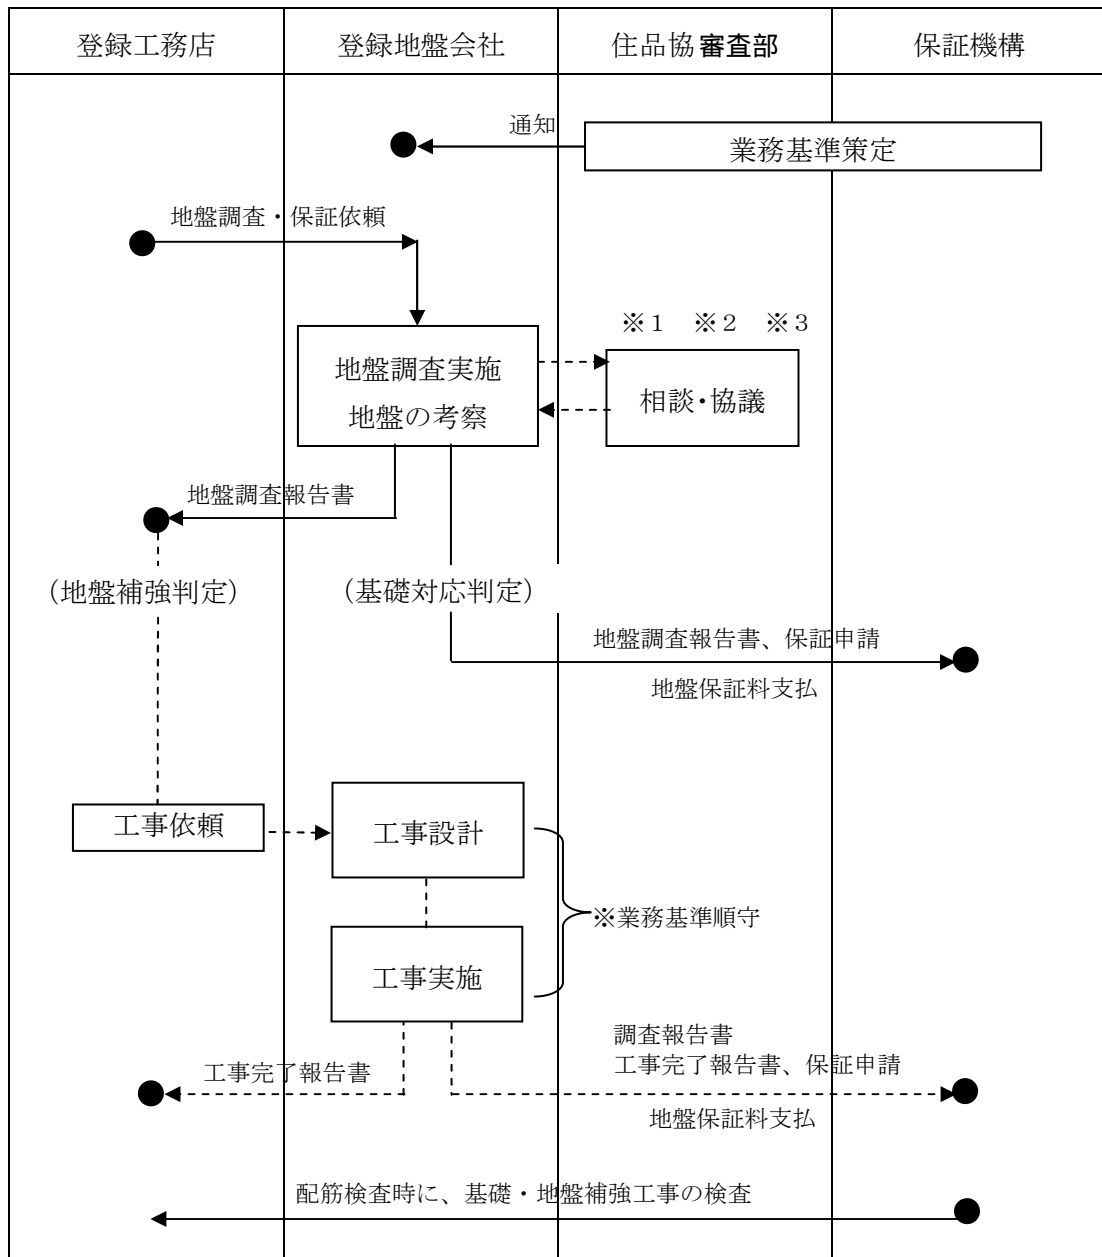 登録工務店
登録地盤会社
住品協審査部
保証機構
通知
業務基準策定
地盤調査・保証依頼
※１　※２　※３
地盤調査実施
地盤の考察
相談・協議
地盤調査報告書
（地盤補強判定）
（基礎対応判定）
地盤調査報告書、保証申請
地盤保証料支払
工事依頼
工事設計
※業務基準順守
工事実施
調査報告書
工事完了報告書、保証申請
工事完了報告書
地盤保証料支払
配筋検査時に、基礎・地盤補強工事の検査